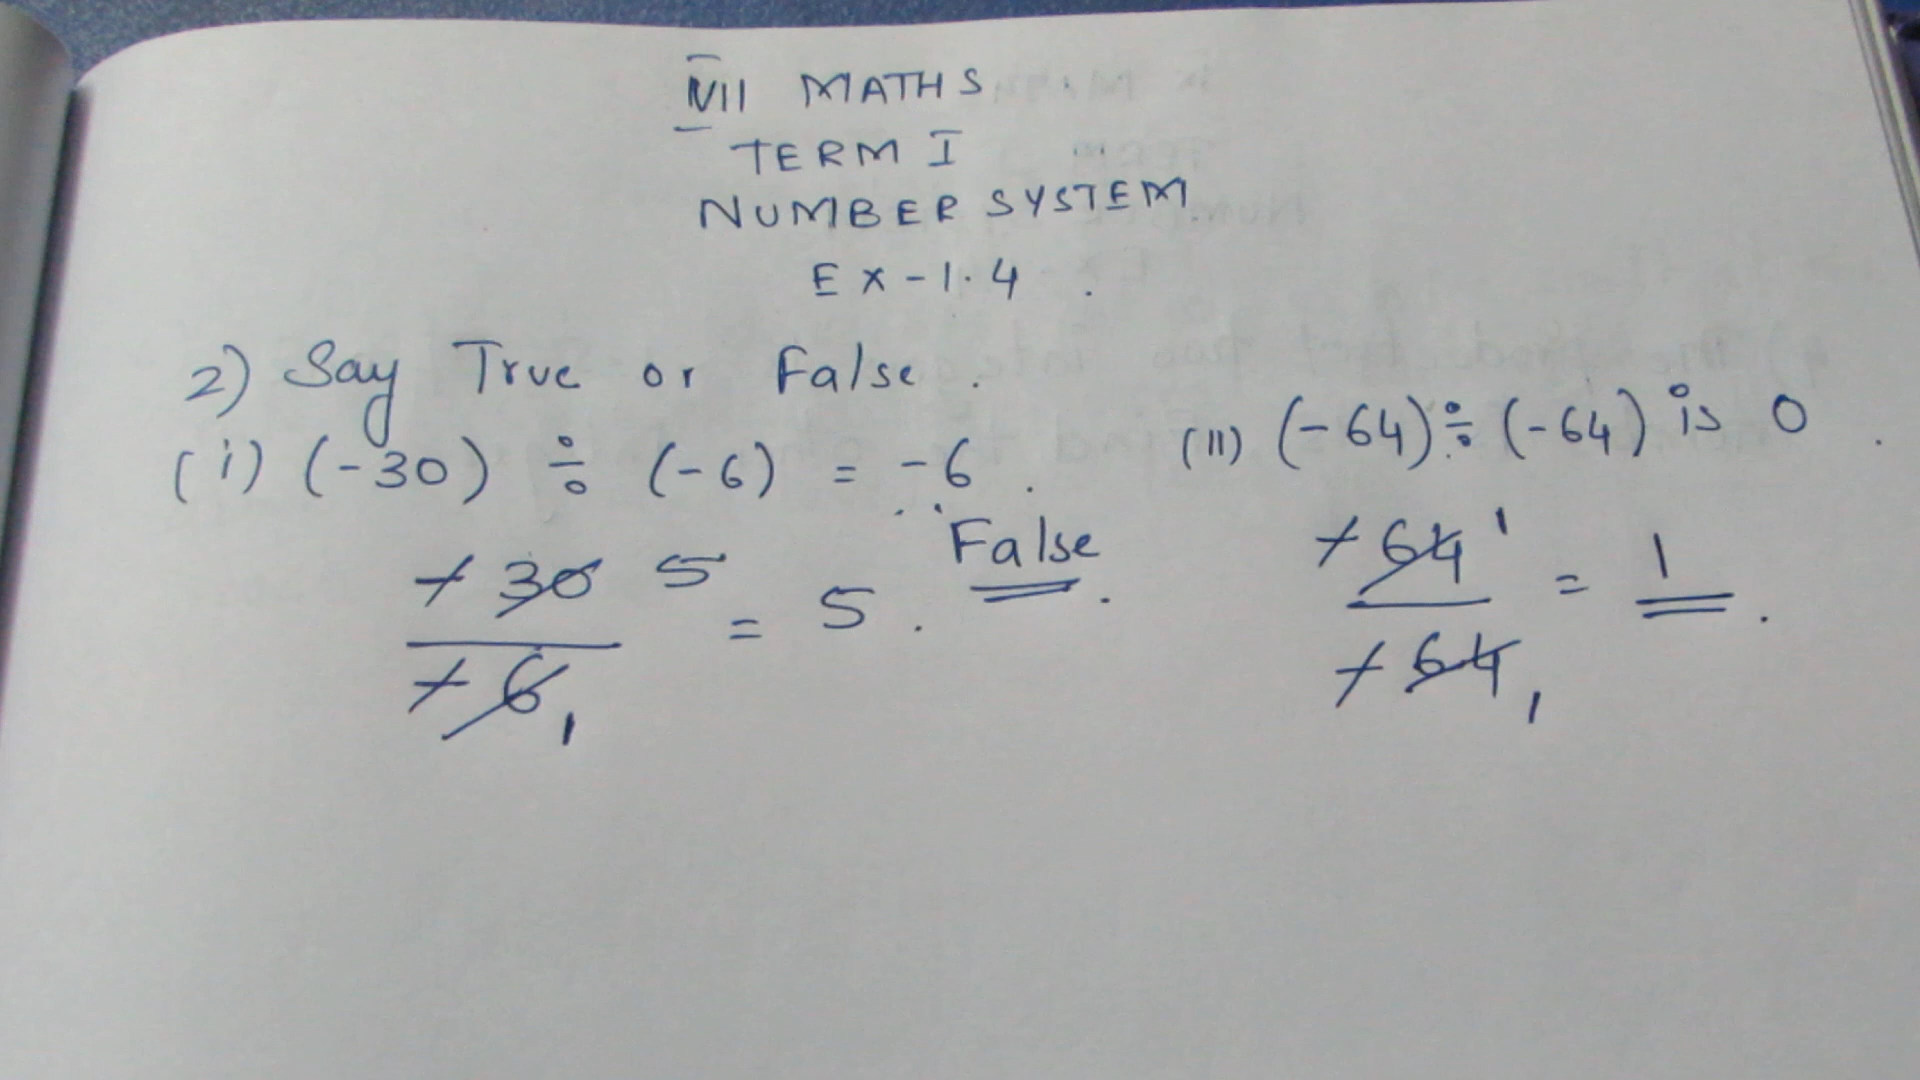 VII MATHS
TERM I
NUMBER SYSTEM
EX-1.4.
2) Say True or False.
(i) (-30) ÷ (-6) = -6.
(ii) (-64) ÷ (-64) is 0.
False.
+30 5
= 5.
+6 1
+64 1
= 1.
+64 1